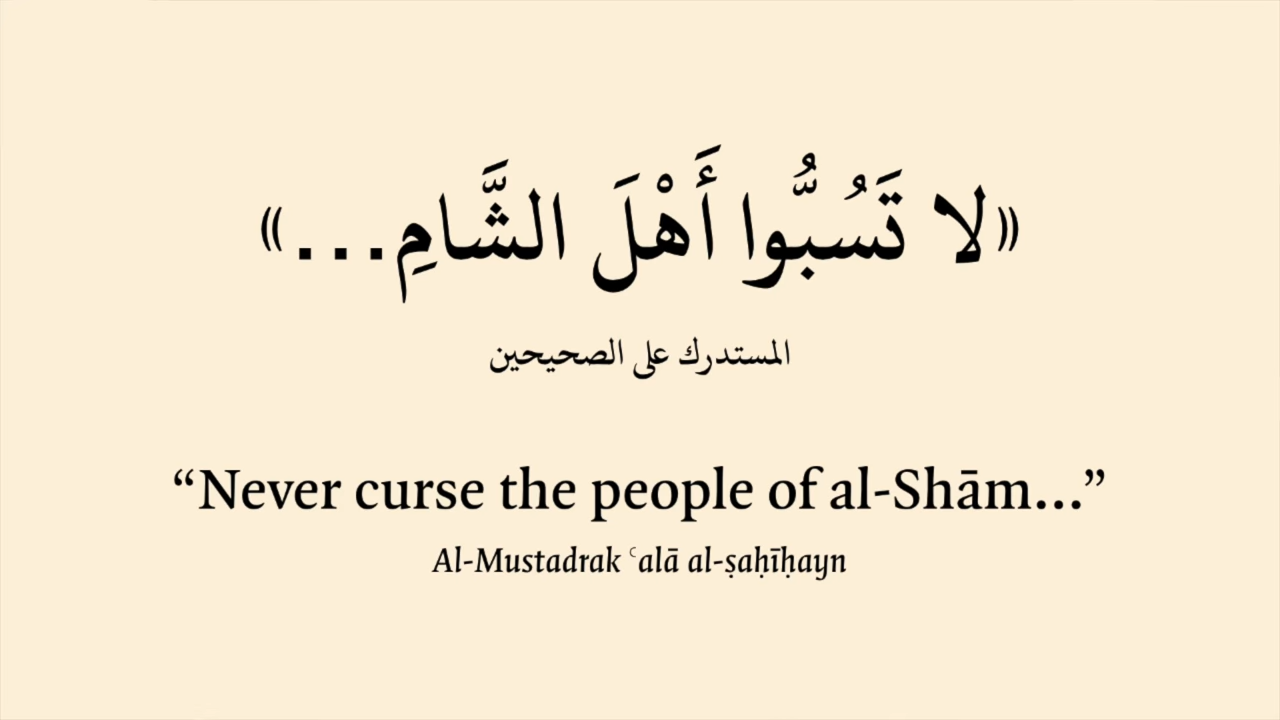 «لا تَسُبُّوا أَهْلَ الشَّامِ...»
المستدرك على الصحيحين
“Never curse the people of al-Shām...”
Al-Mustadrak ʿalā al-ṣaḥīḥayn